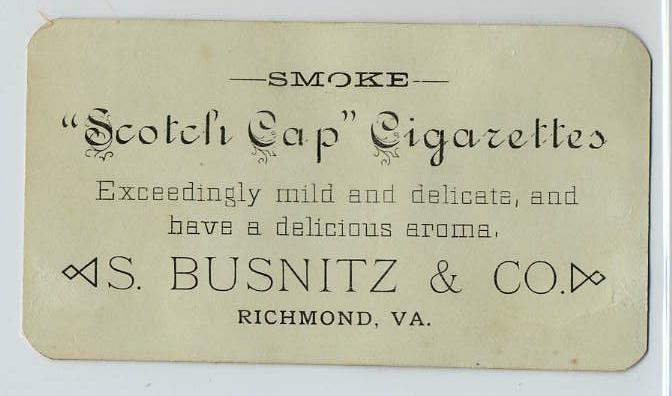 —SMOKE—
"Scotch Cap" Cigarettes
Exceedingly mild and delicate, and
have a delicious aroma.
S. BUSNITZ & CO.
RICHMOND, VA.